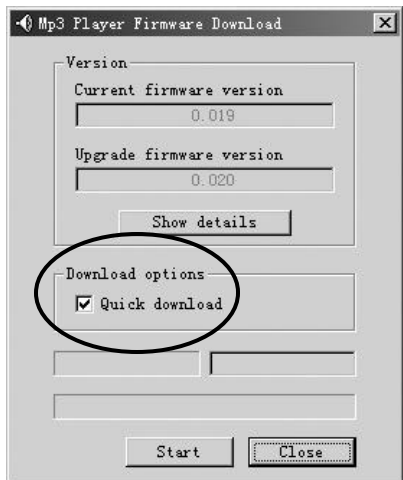 Mp3 Player Firmware Download
Version
Current firmware version
0.019
Upgrade firmware version
0.020
Show details
Download options
Quick download
Start
Close